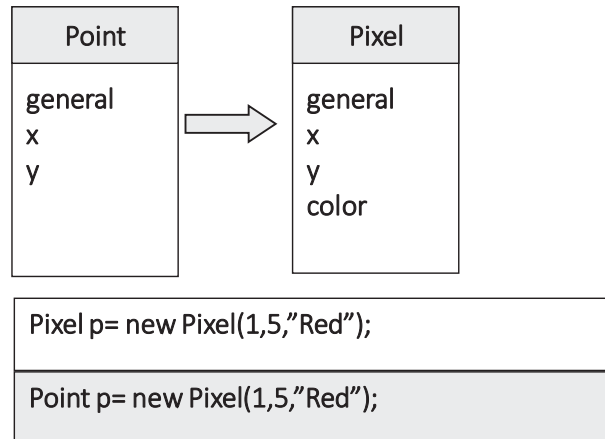 Point
general
x
y
Pixel
general
x
y
color
Pixel p= new Pixel(1,5,”Red”);
Point p= new Pixel(1,5,”Red”);